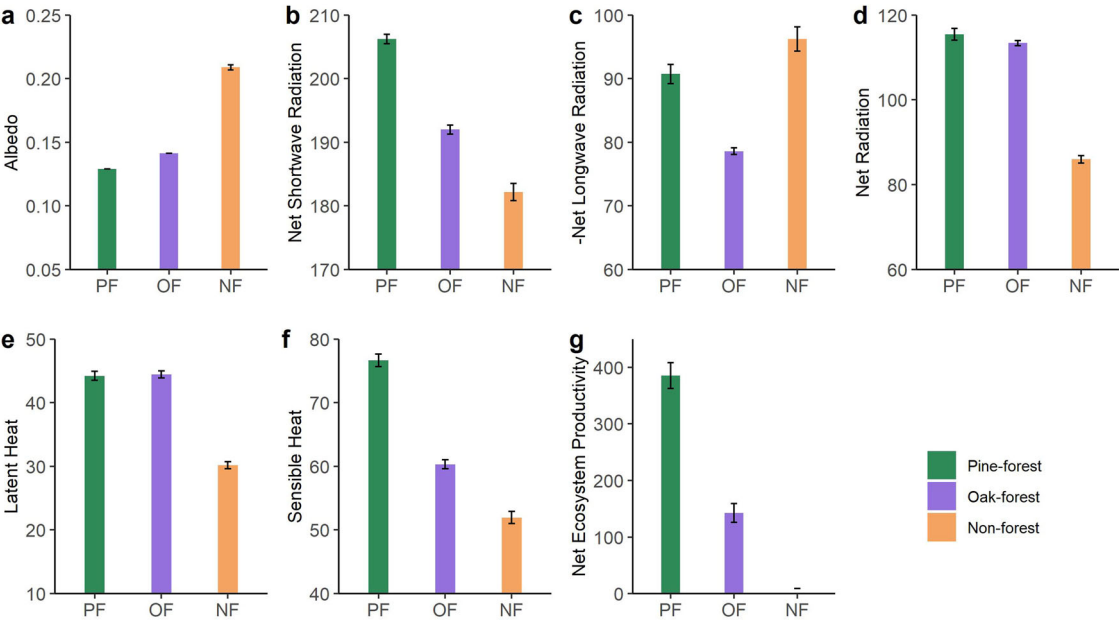 a
Albedo
0.25
0.20
0.15
0.10
0.05
PF OF NF
b
Net Shortwave Radiation
210
200
190
180
170
PF OF NF
c
-Net Longwave Radiation
100
90
80
70
60
PF OF NF
d
Net Radiation
120
100
80
60
PF OF NF
e
Latent Heat
50
40
30
20
10
PF OF NF
f
Sensible Heat
80
70
60
50
40
PF OF NF
g
Net Ecosystem Productivity
400
300
200
100
0
PF OF NF
Pine-forest
Oak-forest
Non-forest